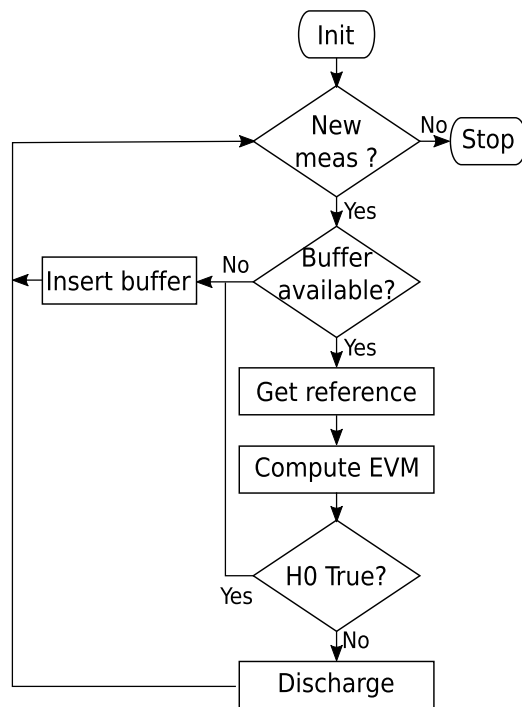 Init
New
meas ?
No
Stop
Yes
Buffer
available?
No
Insert buffer
Yes
Get reference
Compute EVM
H0 True?
Yes
No
Discharge